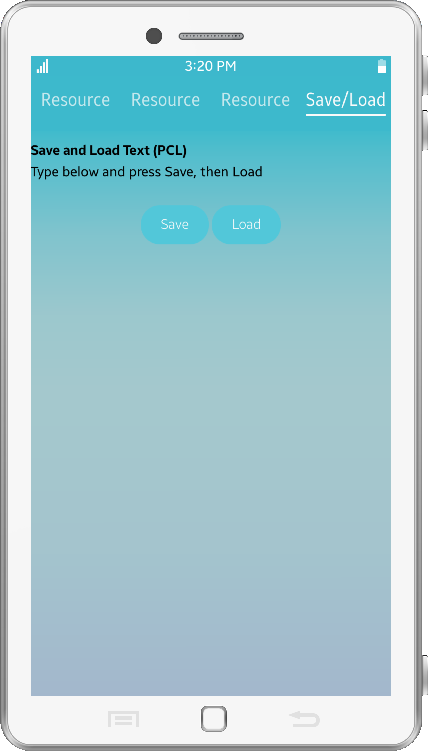 3:20 PM
Resource Resource Resource Save/Load
Save and Load Text (PCL)
Type below and press Save, then Load
Save Load